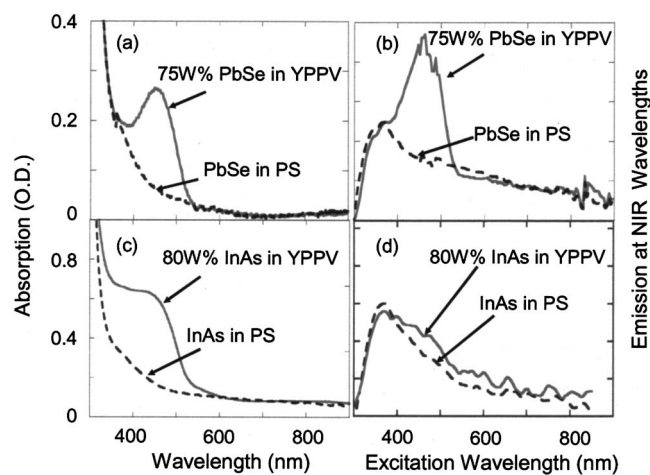 0.4
(a)
75W% PbSe in YPPV
0.2
PbSe in PS
0
(b)
75W% PbSe in YPPV
PbSe in PS
Absorption (O.D.)
Emission at NIR Wavelengths
(c)
0.8
80W% InAs in YPPV
0.4
InAs in PS
0
(d)
80W% InAs in YPPV
InAs in PS
400 600 800
Wavelength (nm)
400 600 800
Excitation Wavelength (nm)